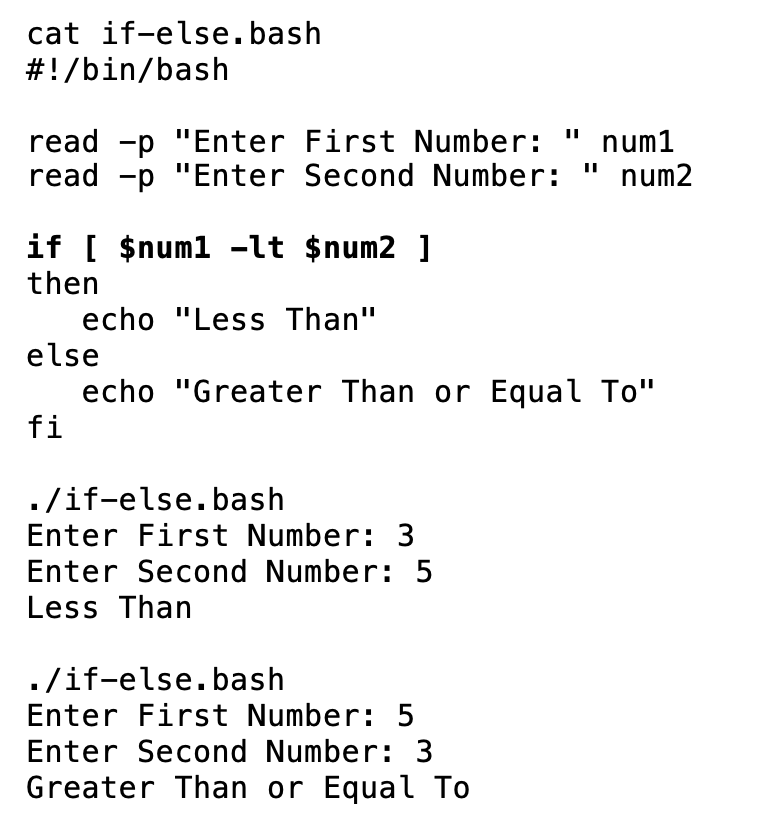 cat if-else.bash
#!/bin/bash
read -p "Enter First Number: " num1
read -p "Enter Second Number: " num2
if [ $num1 -lt $num2 ]
then
   echo "Less Than"
else
   echo "Greater Than or Equal To"
fi
./if-else.bash
Enter First Number: 3
Enter Second Number: 5
Less Than
./if-else.bash
Enter First Number: 5
Enter Second Number: 3
Greater Than or Equal To